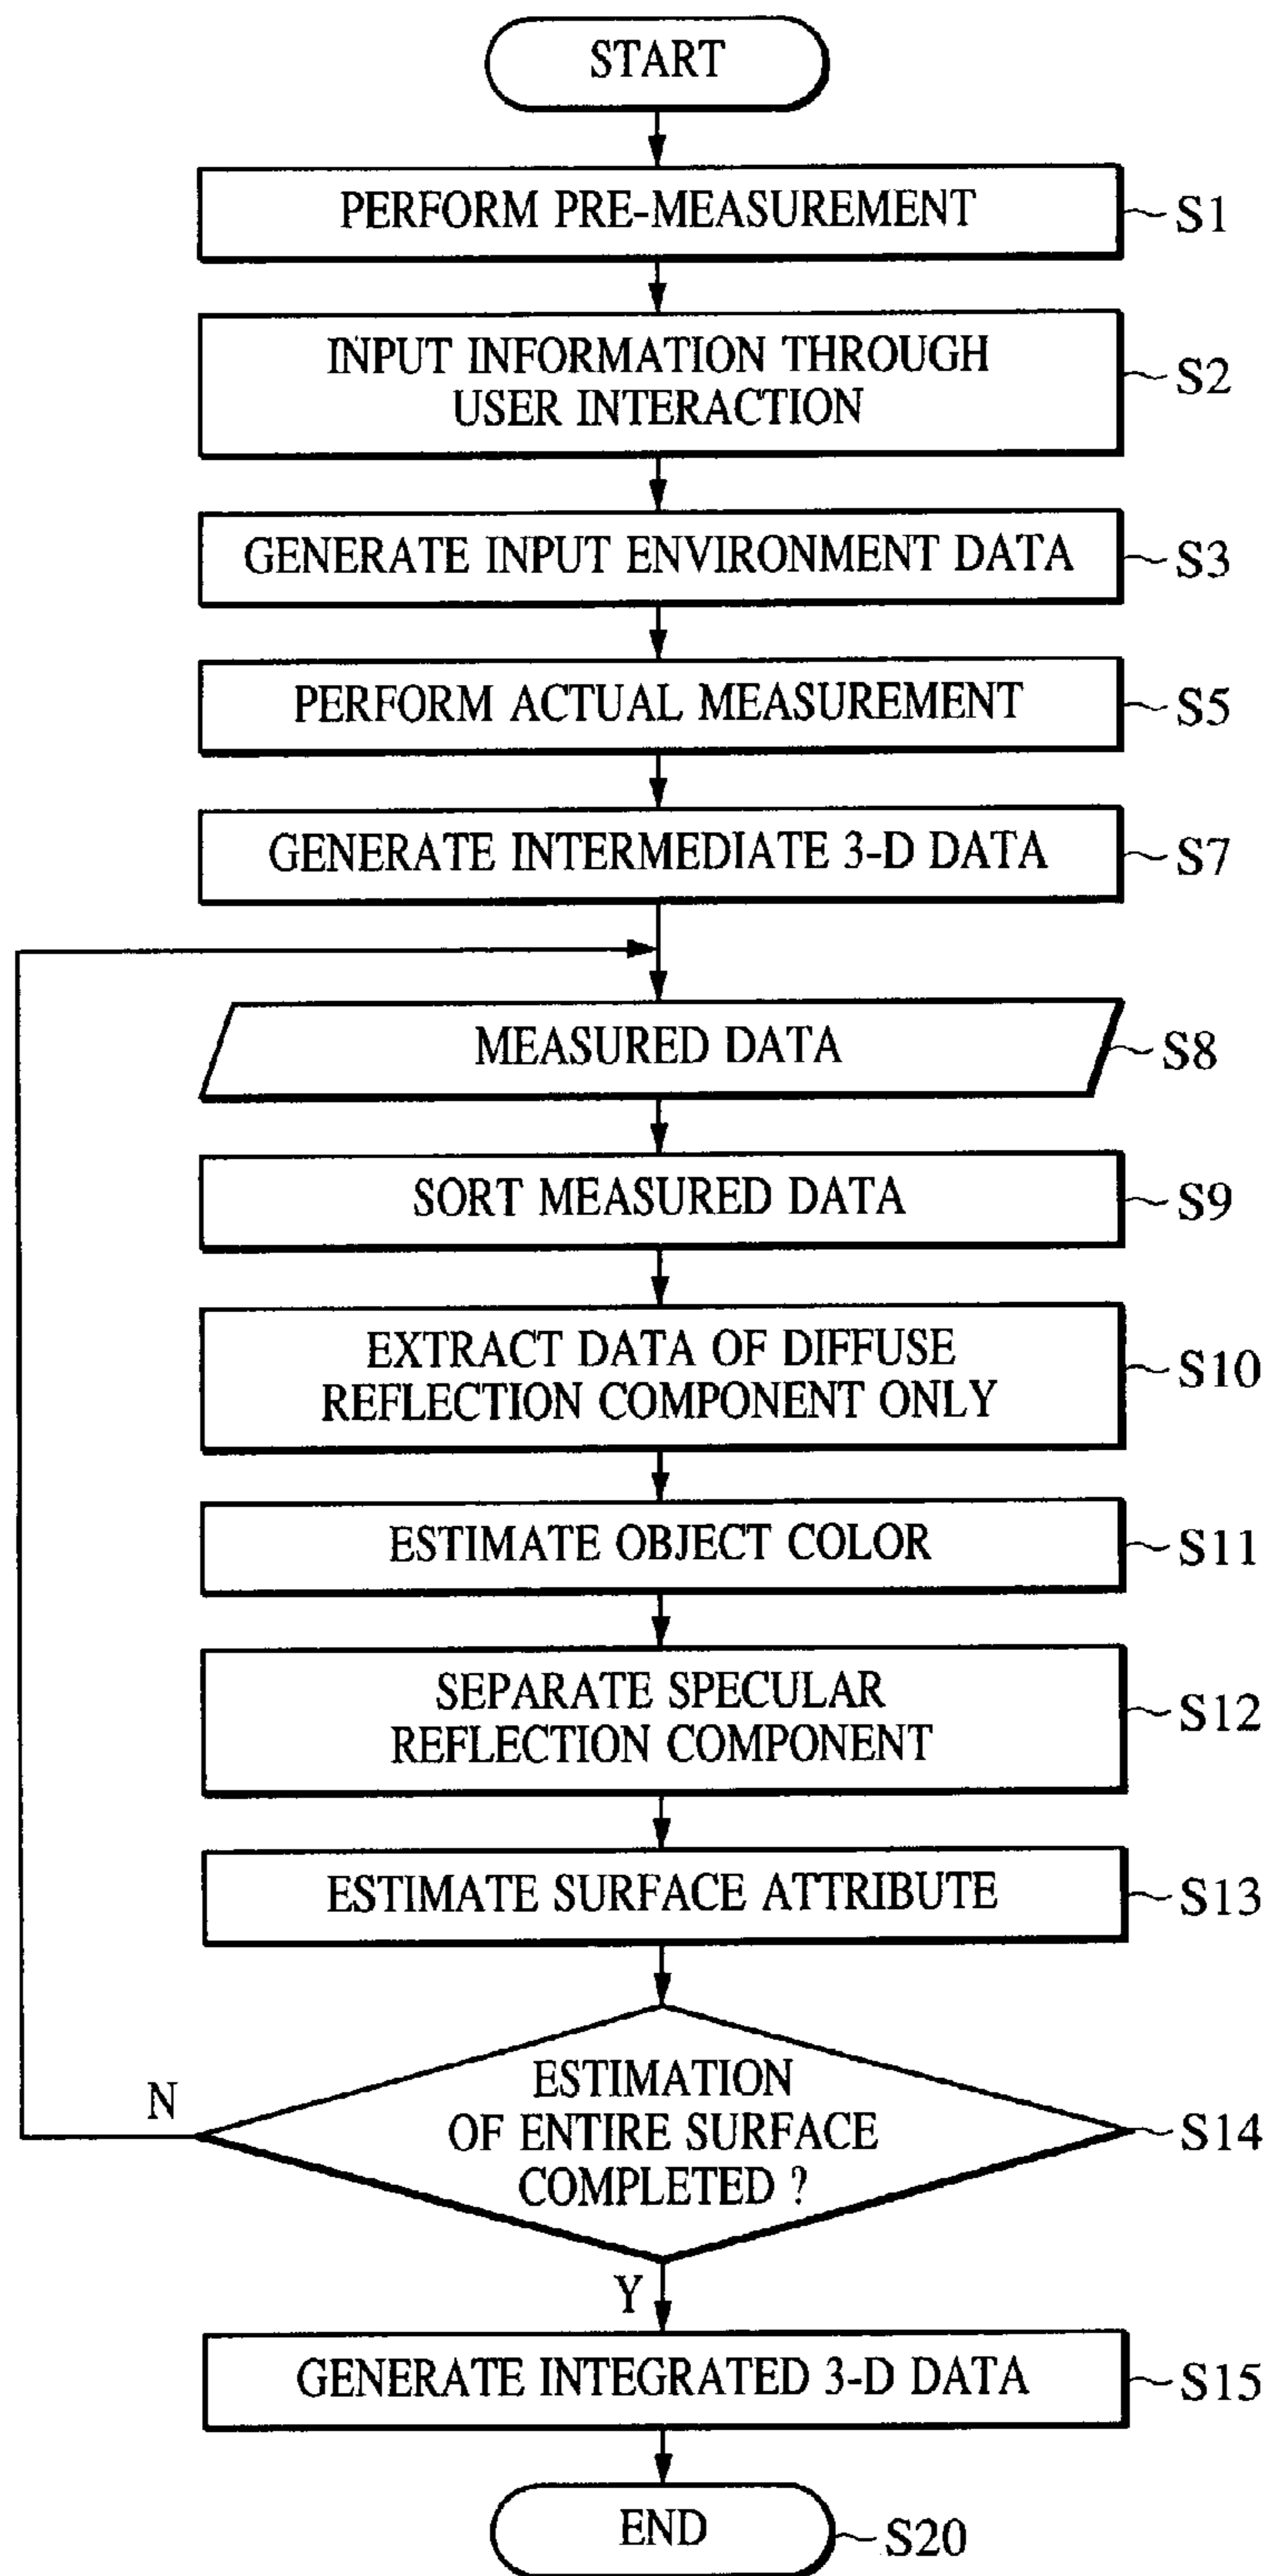 START
PERFORM PRE-MEASUREMENT
S1
INPUT INFORMATION THROUGH
USER INTERACTION
S2
GENERATE INPUT ENVIRONMENT DATA
S3
PERFORM ACTUAL MEASUREMENT
S5
GENERATE INTERMEDIATE 3-D DATA
S7
MEASURED DATA
S8
SORT MEASURED DATA
S9
EXTRACT DATA OF DIFFUSE
REFLECTION COMPONENT ONLY
S10
ESTIMATE OBJECT COLOR
S11
SEPARATE SPECULAR
REFLECTION COMPONENT
S12
ESTIMATE SURFACE ATTRIBUTE
S13
N
ESTIMATION
OF ENTIRE SURFACE
COMPLETED ?
S14
Y
GENERATE INTEGRATED 3-D DATA
S15
END
S20